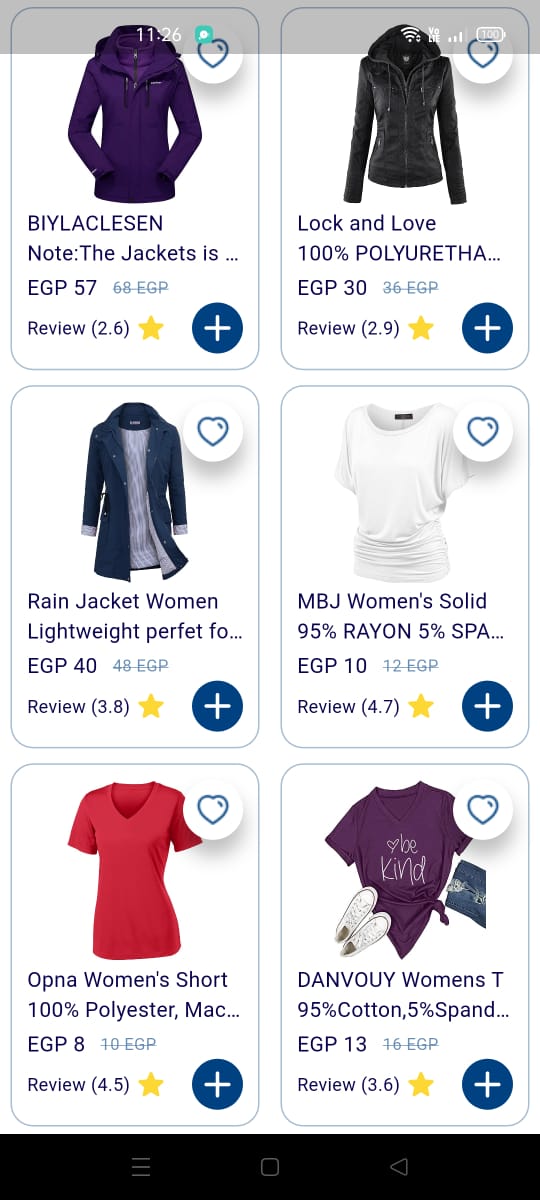 11:26
Vo LTE
100
BIYLACLESEN
Note:The Jackets is ...
EGP 57 68 EGP
Review (2.6)
Lock and Love
100% POLYURETHA...
EGP 30 36 EGP
Review (2.9)
Rain Jacket Women
Lightweight perfet fo...
EGP 40 48 EGP
Review (3.8)
MBJ Women's Solid
95% RAYON 5% SPA...
EGP 10 12 EGP
Review (4.7)
be
kind
Opna Women's Short
100% Polyester, Mac...
EGP 8 10 EGP
Review (4.5)
DANVOUY Womens T
95%Cotton,5%Spand...
EGP 13 16 EGP
Review (3.6)